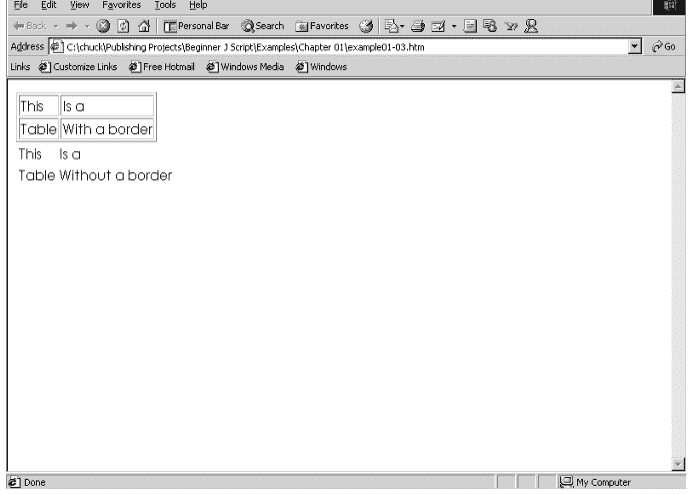 File Edit View Favorites Tools Help
Back Personal Bar Search Favorites
Address C:\chuck\Publishing Projects\Beginner J Script\Examples\Chapter 01\example01-03.htm Go
Links Customize Links Free Hotmail Windows Media Windows
This Is a
Table With a border
This Is a
Table Without a border
Done My Computer